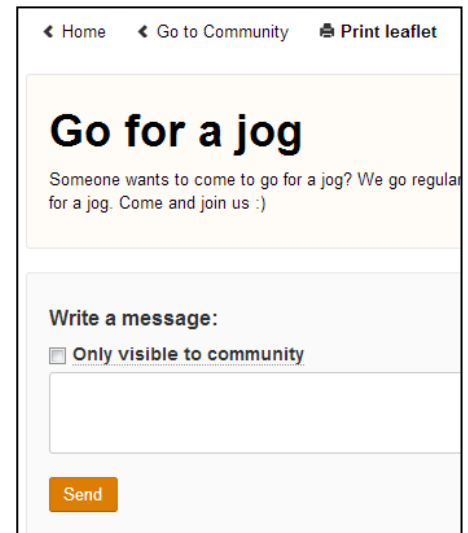 Home Go to Community Print leaflet
Go for a jog
Someone wants to come to go for a jog? We go regular
for a jog. Come and join us :)
Write a message:
Only visible to community
Send